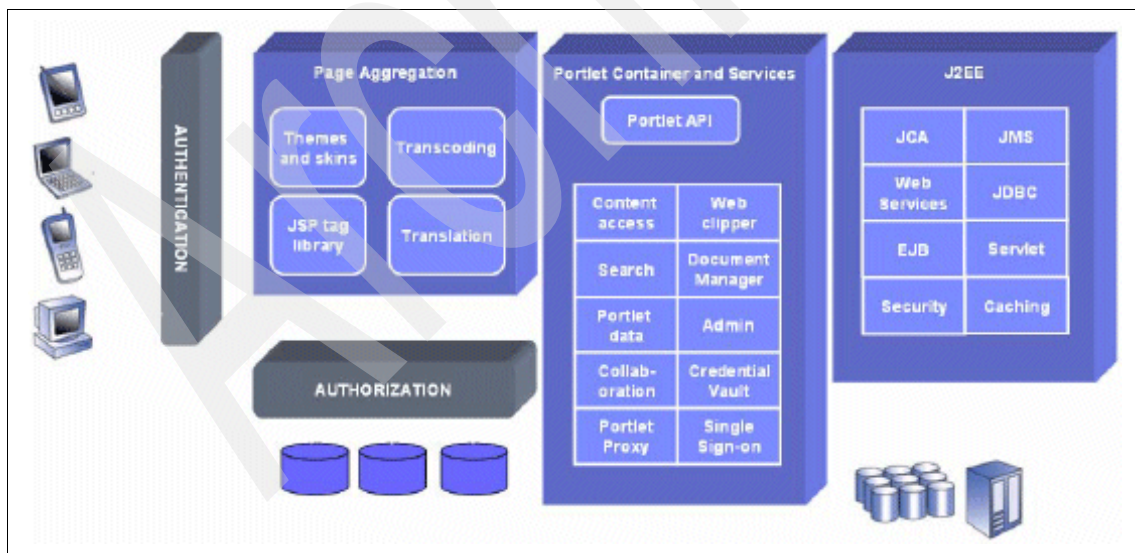 AUTHENTICATION
Page Aggregation
Themes
and skins
Transcoding
JSP tag
library
Translation
AUTHORIZATION
Portlet Container and Services
Portlet API
Content
access
Web
clipper
Search
Document
Manager
Portlet
data
Admin
Collab-
oration
Credential
Vault
Portlet
Proxy
Single
Sign-on
J2EE
JCA
JMS
Web
Services
JDBC
EJB
Servlet
Security
Caching